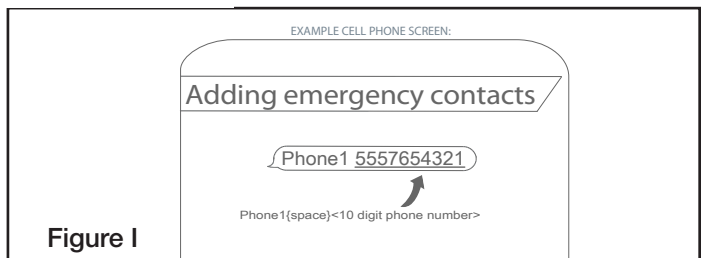 EXAMPLE CELL PHONE SCREEN:
Adding emergency contacts
Phone1 5557654321
Phone1{space}<10 digit phone number>
Figure I